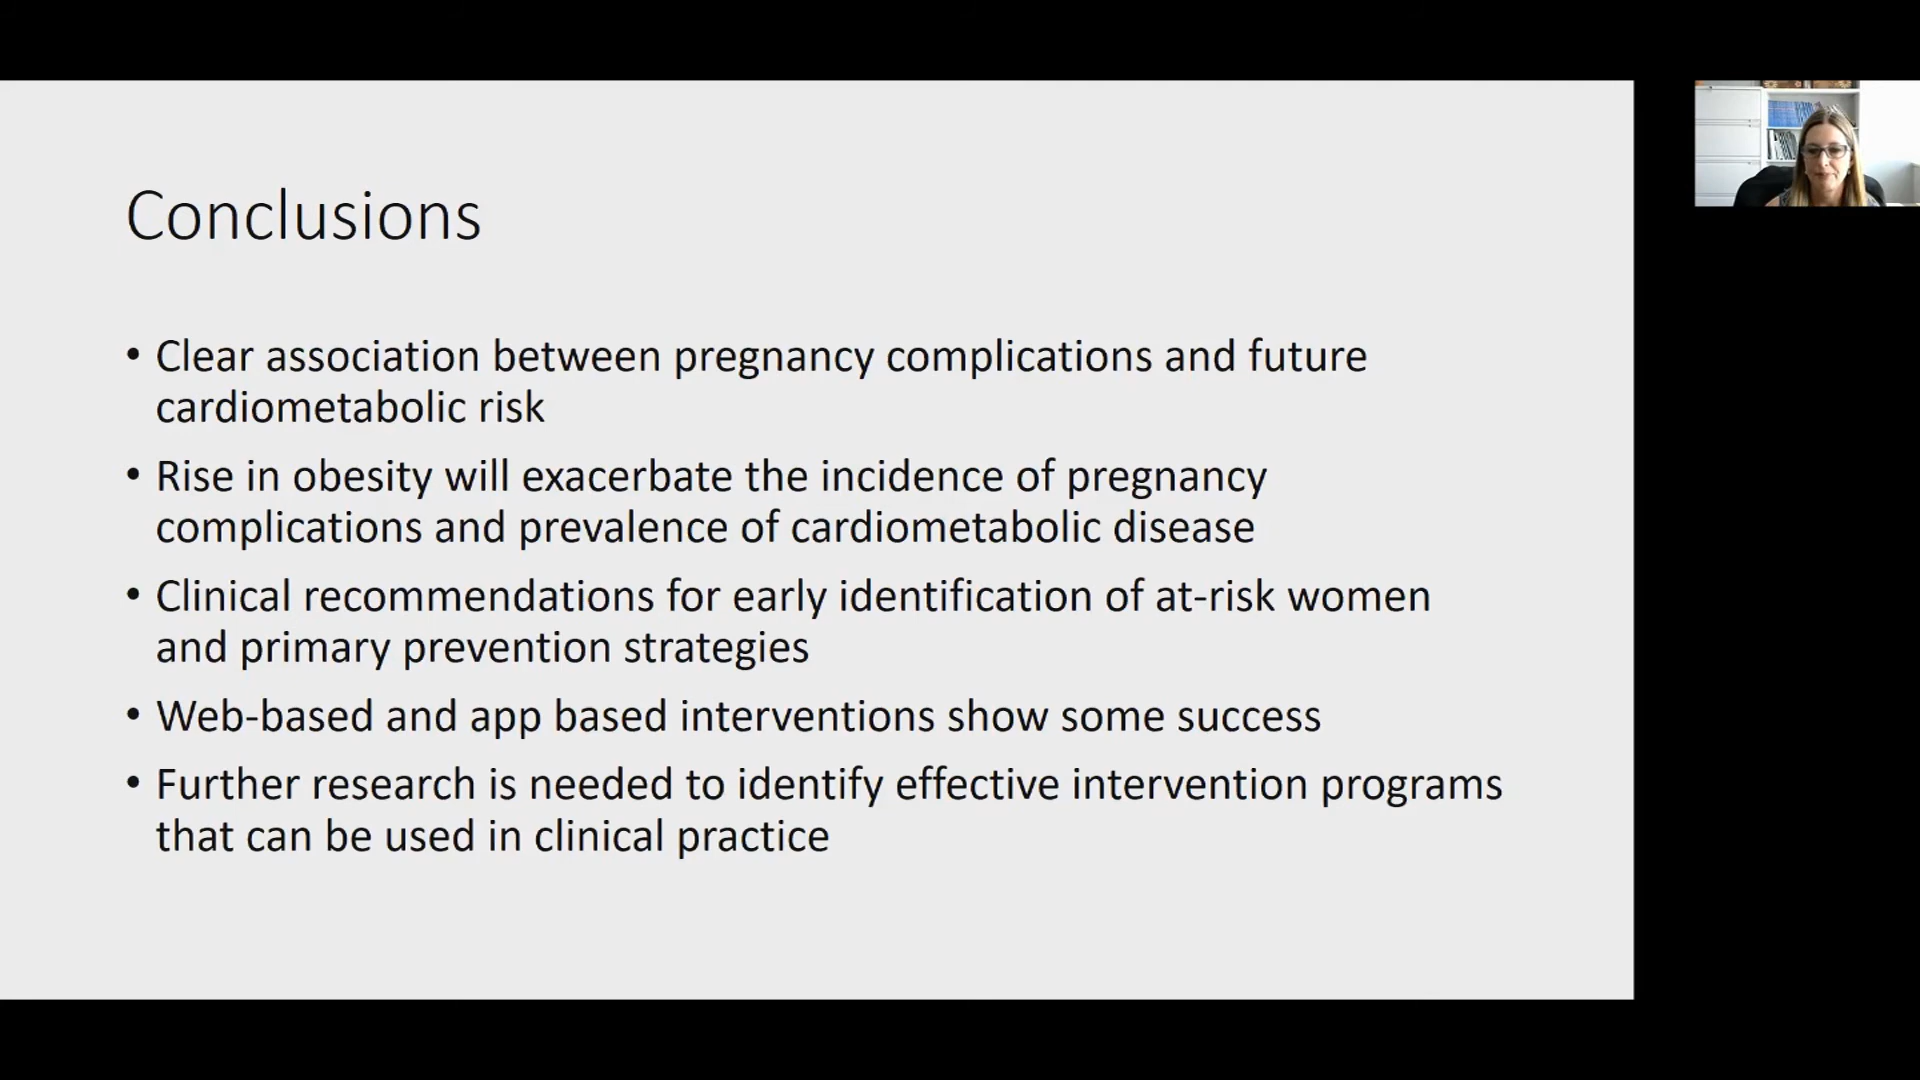 Conclusions
• Clear association between pregnancy complications and future
cardiometabolic risk
• Rise in obesity will exacerbate the incidence of pregnancy
complications and prevalence of cardiometabolic disease
• Clinical recommendations for early identification of at-risk women
and primary prevention strategies
• Web-based and app based interventions show some success
• Further research is needed to identify effective intervention programs
that can be used in clinical practice